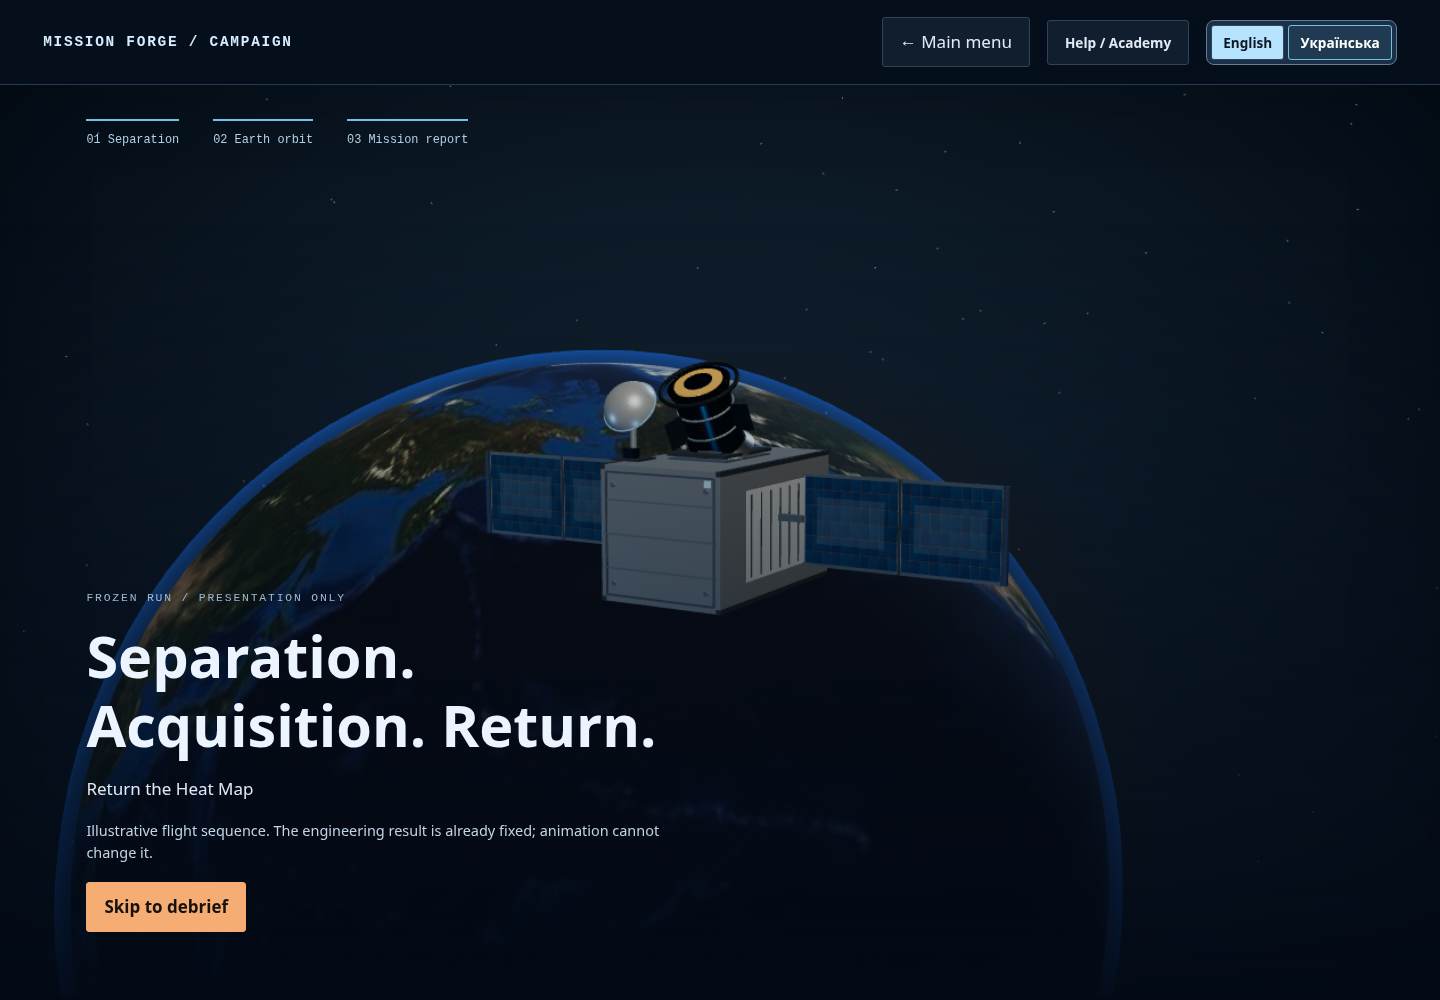 MISSION FORGE / CAMPAIGN
← Main menu
Help / Academy
English
Українська
01 Separation
02 Earth orbit
03 Mission report
FROZEN RUN / PRESENTATION ONLY
Separation.
Acquisition. Return.
Return the Heat Map
Illustrative flight sequence. The engineering result is already fixed; animation cannot
change it.
Skip to debrief